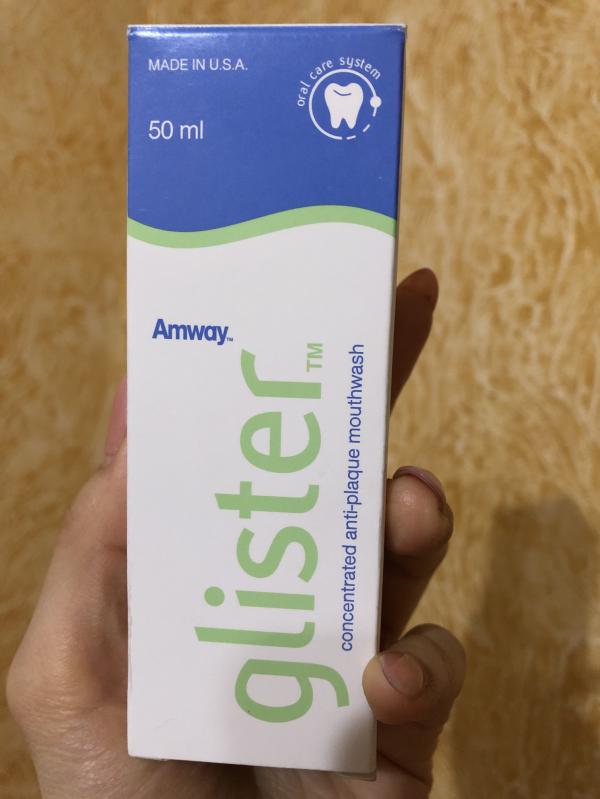 MADE IN U.S.A.
oral care system
50 ml
Amway™
glister™
concentrated anti-plaque mouthwash